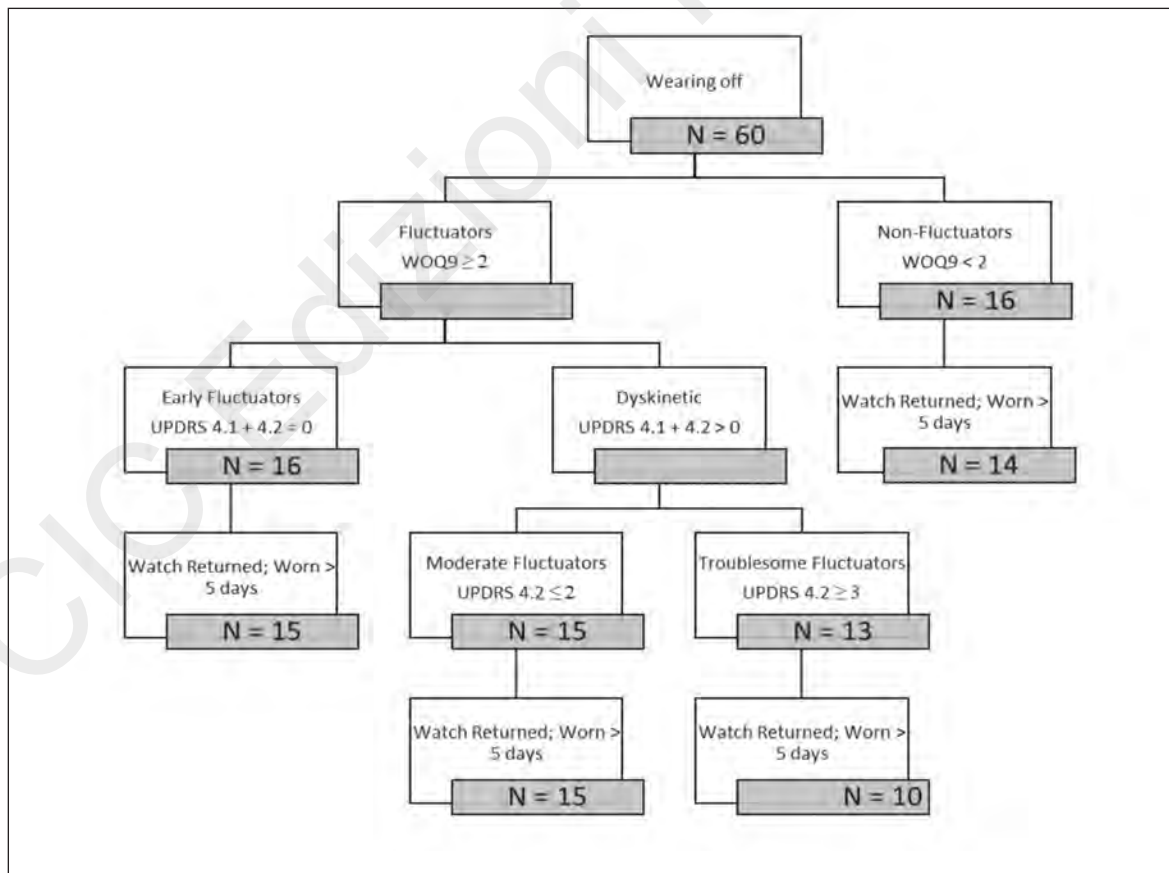 CIC Edizioni
Wearing off
N = 60
Fluctuators
WOQ9 ≥ 2
Non-Fluctuators
WOQ9 < 2
N = 16
Early Fluctuators
UPDRS 4.1 + 4.2 = 0
N = 16
Dyskinetic
UPDRS 4.1 + 4.2 > 0
Watch Returned; Worn >
5 days
N = 14
Watch Returned; Worn >
5 days
N = 15
Moderate Fluctuators
UPDRS 4.2 ≤ 2
N = 15
Troublesome Fluctuators
UPDRS 4.2 ≥ 3
N = 13
Watch Returned; Worn >
5 days
N = 15
Watch Returned; Worn >
5 days
N = 10